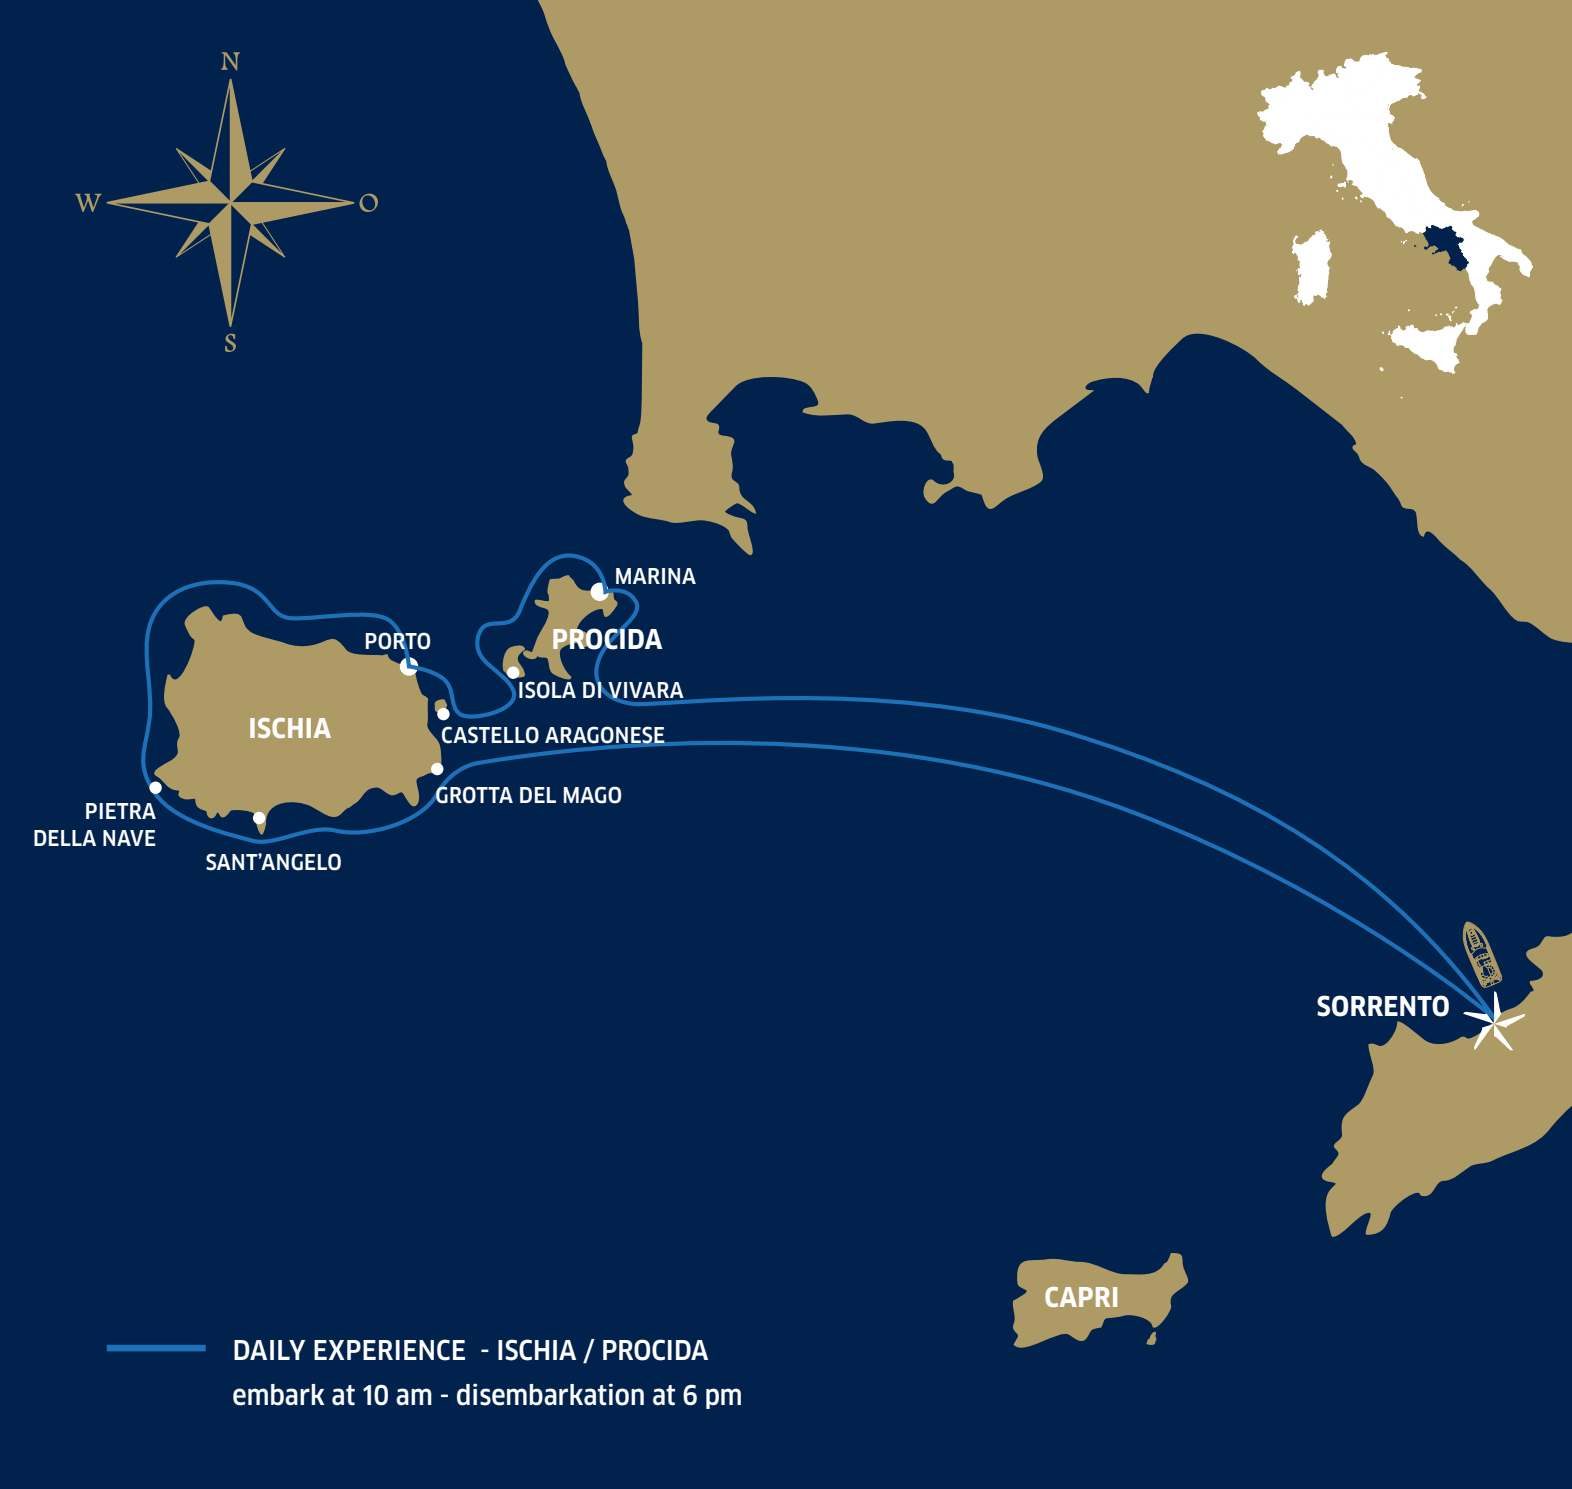 N
W
O
S
MARINA
PORTO
PROCIDA
ISOLA DI VIVARA
ISCHIA
CASTELLO ARAGONESE
GROTTA DEL MAGO
PIETRA
DELLA NAVE
SANT'ANGELO
SORRENTO
CAPRI
DAILY EXPERIENCE - ISCHIA / PROCIDA
embark at 10 am - disembarkation at 6 pm